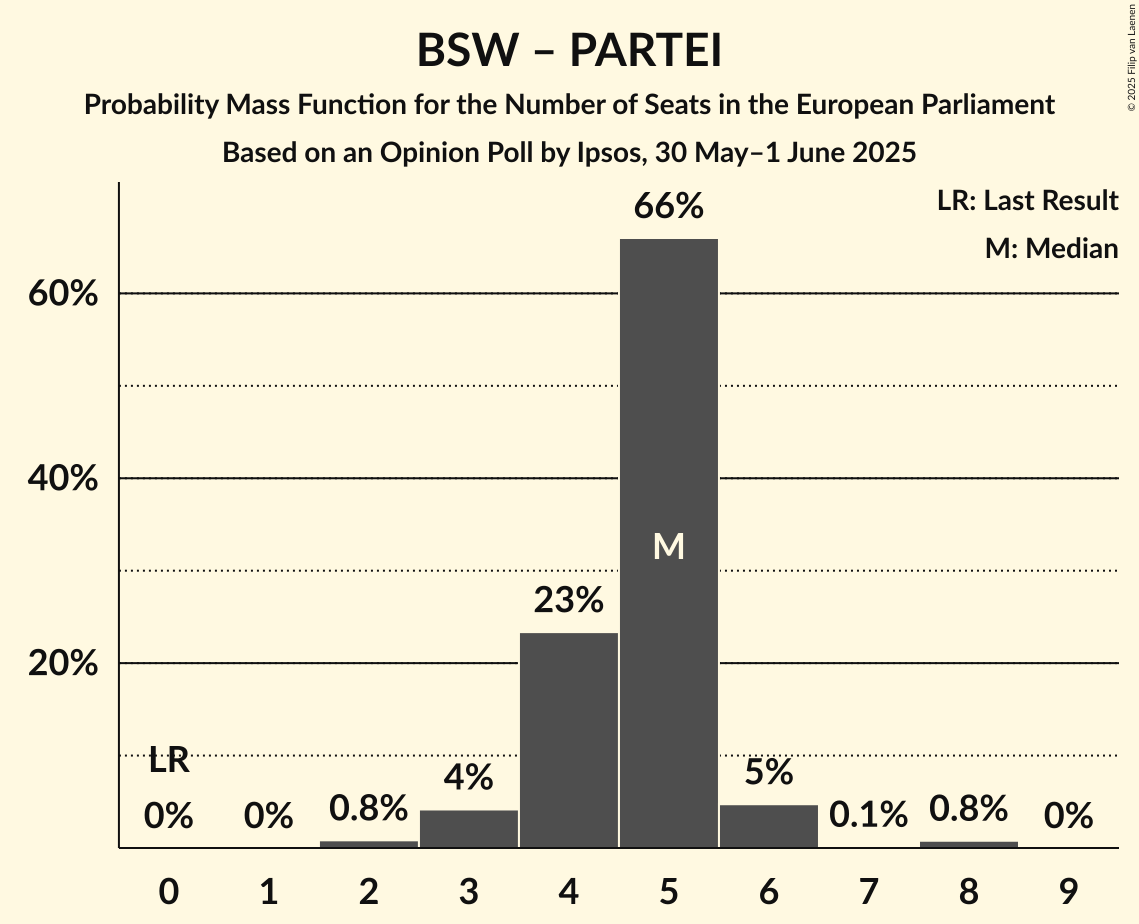 BSW – PARTEI
Probability Mass Function for the Number of Seats in the European Parliament
Based on an Opinion Poll by Ipsos, 30 May–1 June 2025
© 2025 Filip van Laenen
LR: Last Result
M: Median
66%
60%
40%
M
23%
20%
LR
0%
0%
0.8%
4%
5%
0.1%
0.8%
0%
0 1 2 3 4 5 6 7 8 9